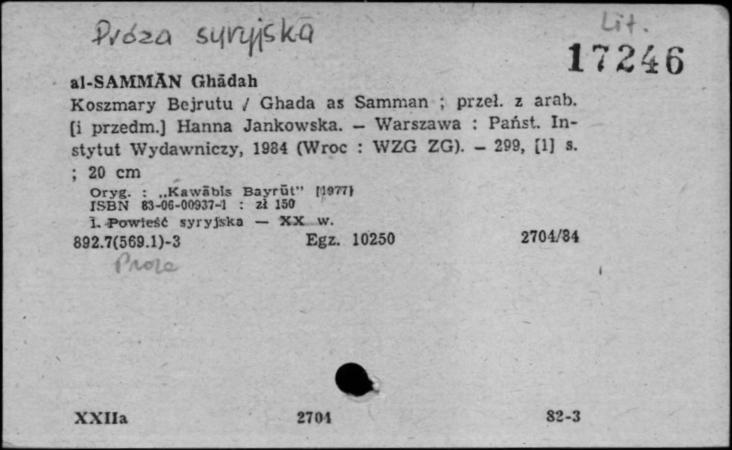 Próza syryjska
Lit.
17246
al-SAMMĀN Ghādah
Koszmary Bejrutu / Ghada as Samman ; przeł. z arab.
[i przedm.] Hanna Jankowska. — Warszawa : Państ. In-
stytut Wydawniczy, 1984 (Wroc : WZG ZG). — 299, [1] s.
; 20 cm
Oryg. : „Kawābis Bayrūt" [1977]
ISBN 83-06-00937-1 : zł 150
1. Powieść syryjska — XX w.
892.7(569.1)-3 Egz. 10250 2704/84
Proza
XXIIa 2704 82-3